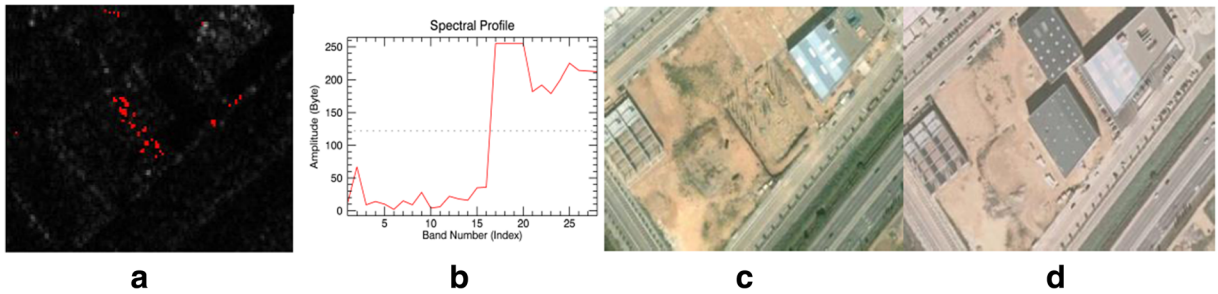 Spectral Profile
250
200
150
100
50
0
Amplitude (Byte)
5 10 15 20 25
Band Number (Index)
a b c d